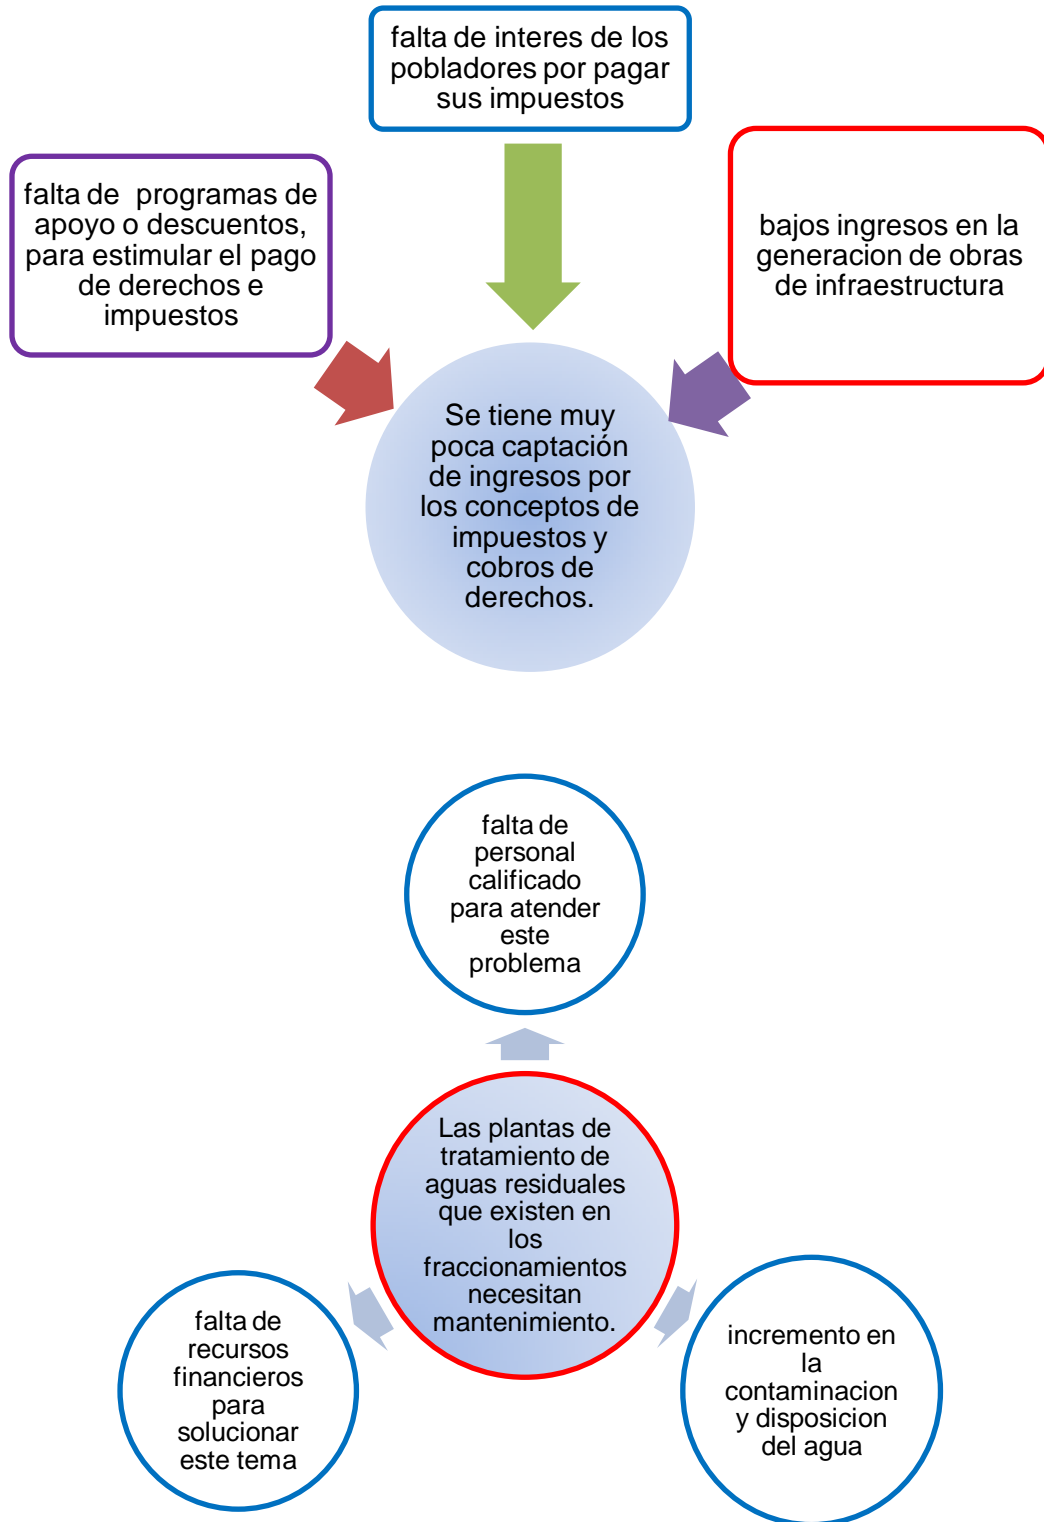 falta de interes de los
pobladores por pagar
sus impuestos
falta de  programas de
apoyo o descuentos,
para estimular el pago
de derechos e
impuestos
bajos ingresos en la
generacion de obras
de infraestructura
Se tiene muy
poca captación
de ingresos por
los conceptos de
impuestos y
cobros de
derechos.
falta de
personal
calificado
para atender
este
problema
Las plantas de
tratamiento de
aguas residuales
que existen en
los
fraccionamientos
necesitan
mantenimiento.
falta de
recursos
financieros
para
solucionar
este tema
incremento en
la
contaminacion
y disposicion
del agua